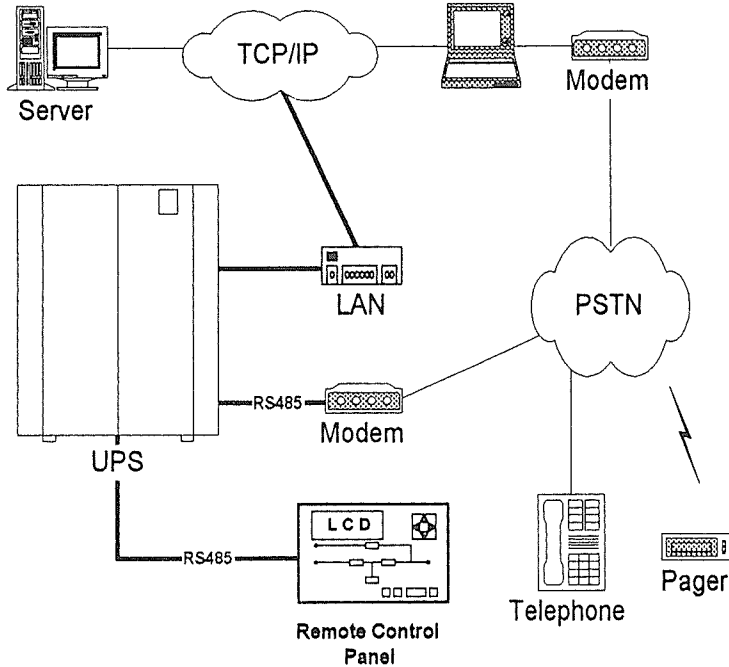 TCP/IP
Server
Modem
LAN
PSTN
RS485
Modem
UPS
LCD
RS485
Remote Control
Panel
Telephone
Pager